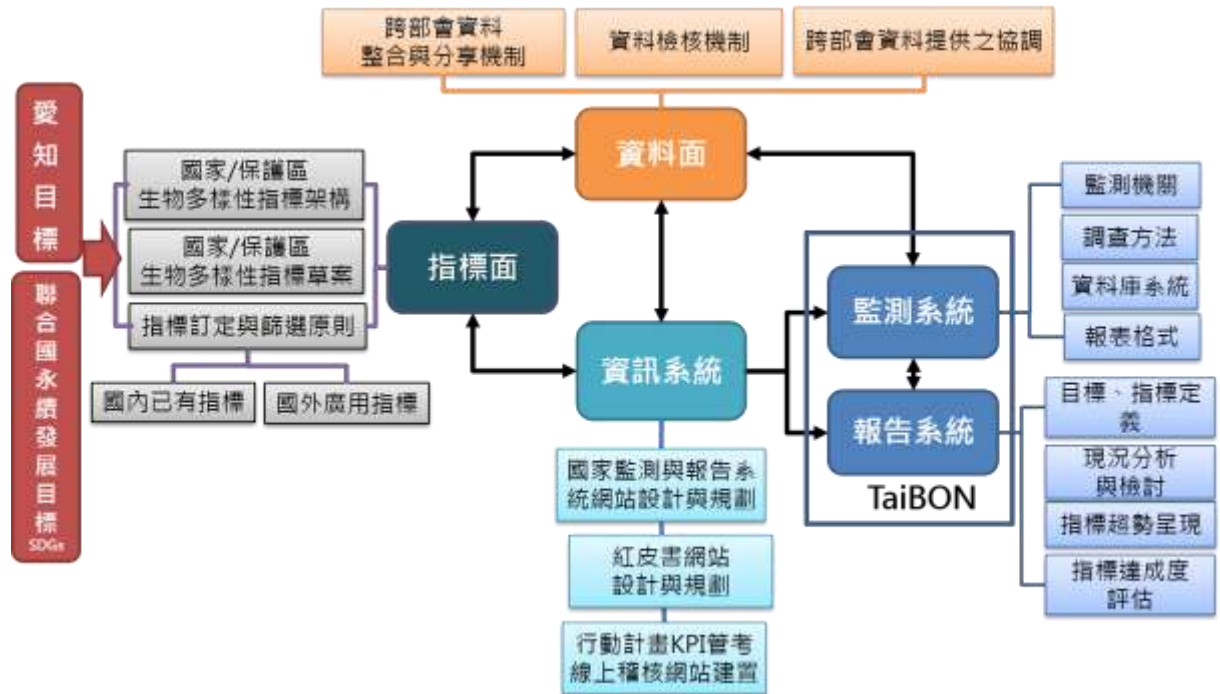 跨部會資料
整合與分享機制
資料檢核機制
跨部會資料提供之協調
資料面
愛知目標
聯合國永續發展目標
SDGs
國家/保護區
生物多樣性指標架構
國家/保護區
生物多樣性指標草案
指標訂定與篩選原則
國內已有指標
國外廣用指標
指標面
資訊系統
國家監測與報告系
統網站設計與規劃
紅皮書網站
設計與規劃
行動計畫KPI管考
線上稽核網站建置
監測系統
報告系統
TaiBON
監測機關
調查方法
資料庫系統
報表格式
目標、指標定
義
現況分析
與檢討
指標趨勢呈現
指標達成度
評估